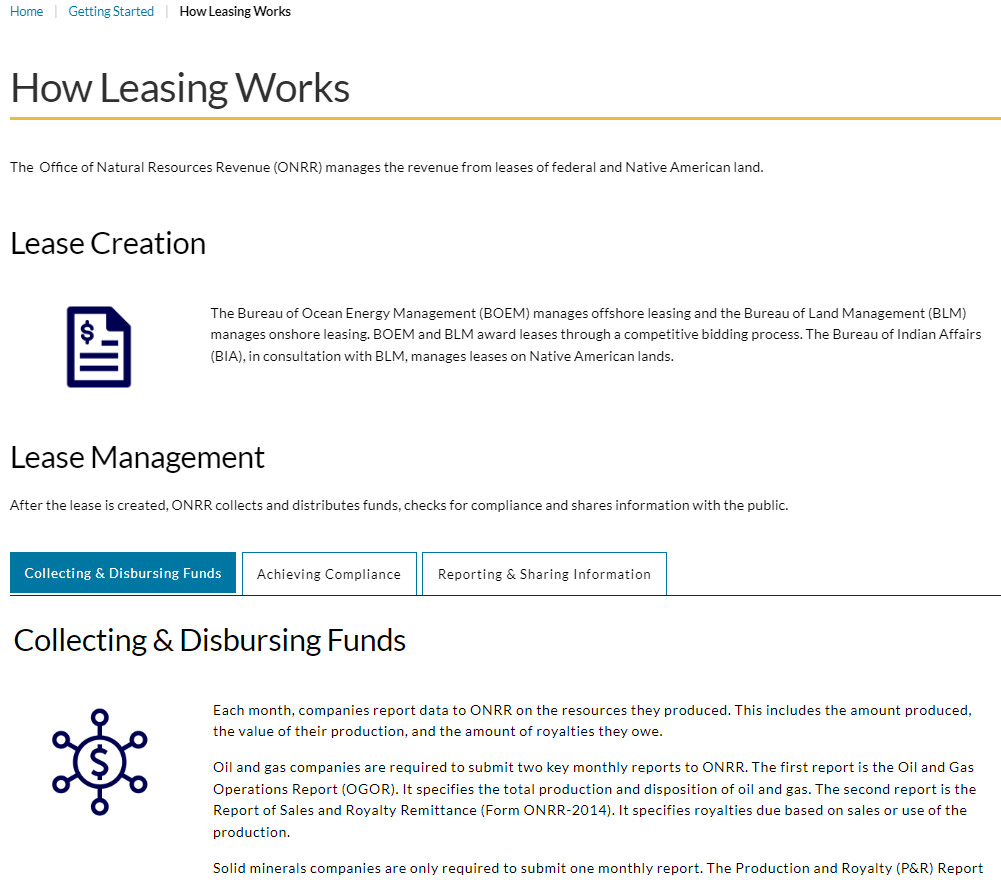 Home | Getting Started | How Leasing Works
How Leasing Works
The Office of Natural Resources Revenue (ONRR) manages the revenue from leases of federal and Native American land.
Lease Creation
$
The Bureau of Ocean Energy Management (BOEM) manages offshore leasing and the Bureau of Land Management (BLM)
manages onshore leasing. BOEM and BLM award leases through a competitive bidding process. The Bureau of Indian Affairs
(BIA), in consultation with BLM, manages leases on Native American lands.
Lease Management
After the lease is created, ONRR collects and distributes funds, checks for compliance and shares information with the public.
Collecting & Disbursing Funds Achieving Compliance Reporting & Sharing Information
Collecting & Disbursing Funds
$
Each month, companies report data to ONRR on the resources they produced. This includes the amount produced,
the value of their production, and the amount of royalties they owe.
Oil and gas companies are required to submit two key monthly reports to ONRR. The first report is the Oil and Gas
Operations Report (OGOR). It specifies the total production and disposition of oil and gas. The second report is the
Report of Sales and Royalty Remittance (Form ONRR-2014). It specifies royalties due based on sales or use of the
production.
Solid minerals companies are only required to submit one monthly report. The Production and Royalty (P&R) Report